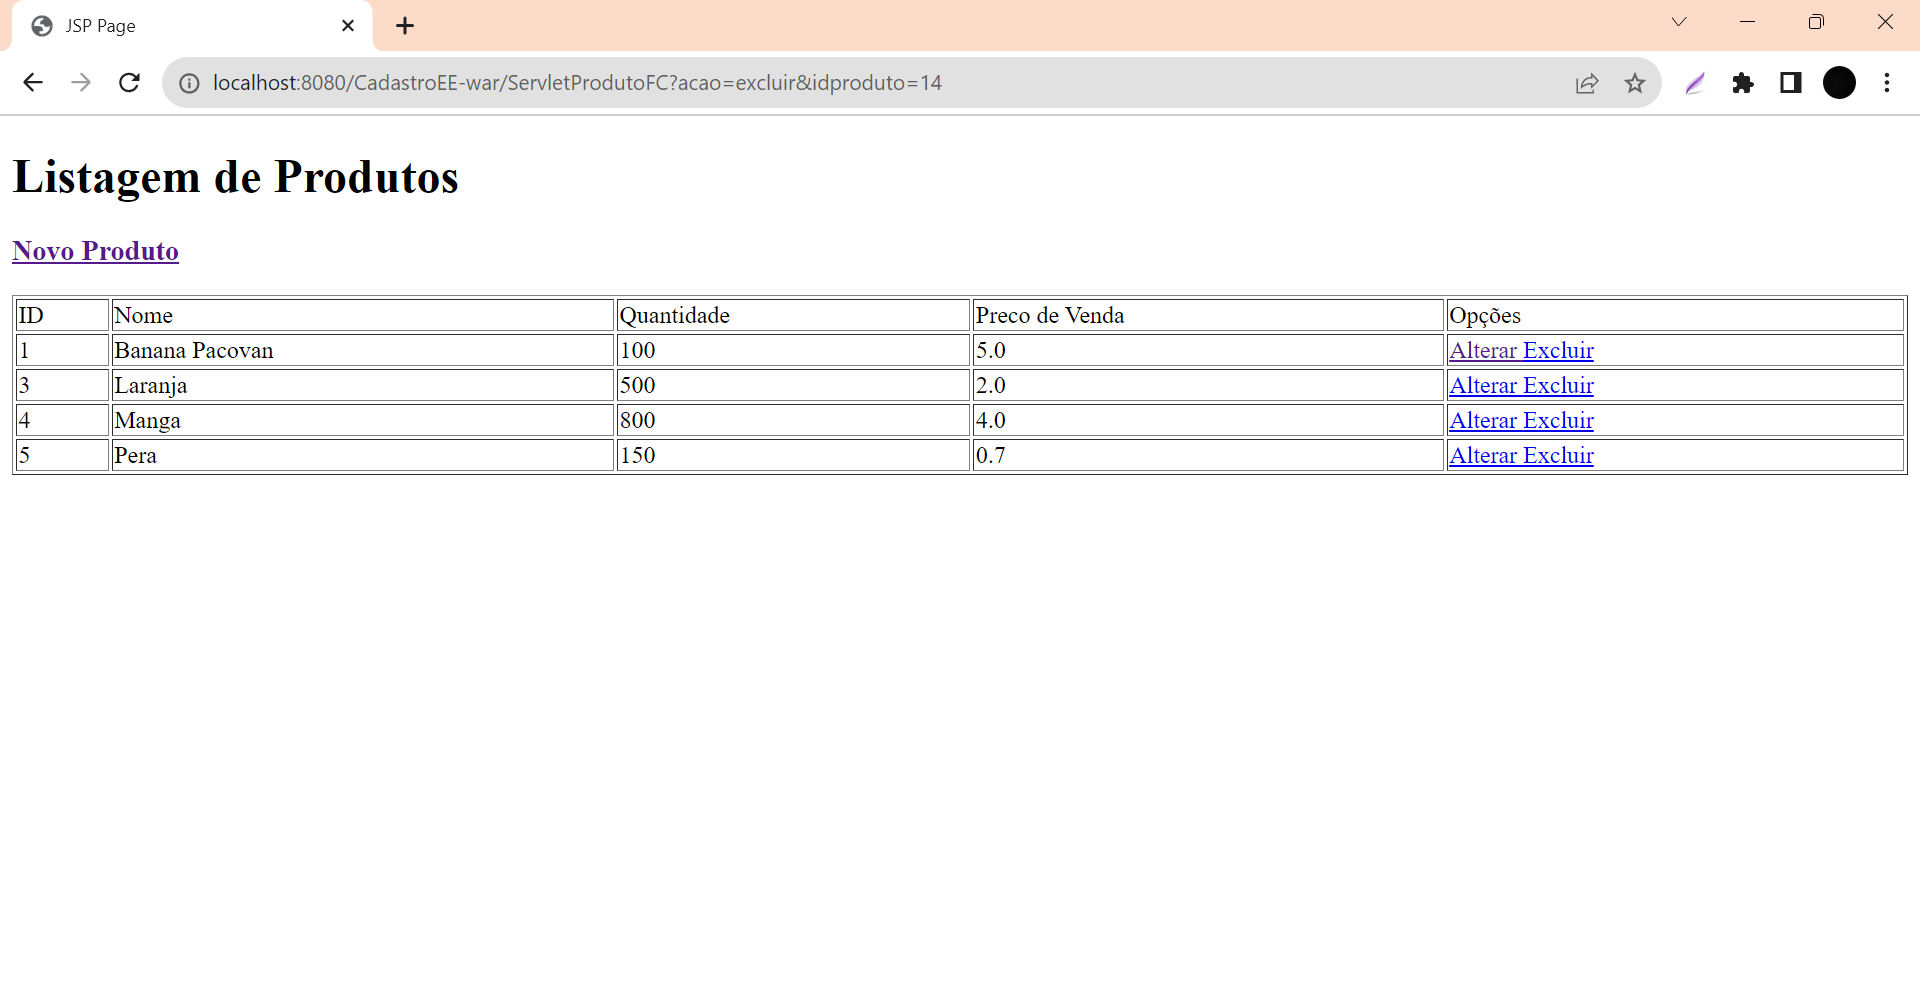 JSP Page
localhost:8080/CadastroEE-war/ServletProdutoFC?acao=excluir&idproduto=14
Listagem de Produtos
Novo Produto
ID Nome Quantidade Preco de Venda Opções
1 Banana Pacovan 100 5.0 Alterar Excluir
3 Laranja 500 2.0 Alterar Excluir
4 Manga 800 4.0 Alterar Excluir
5 Pera 150 0.7 Alterar Excluir